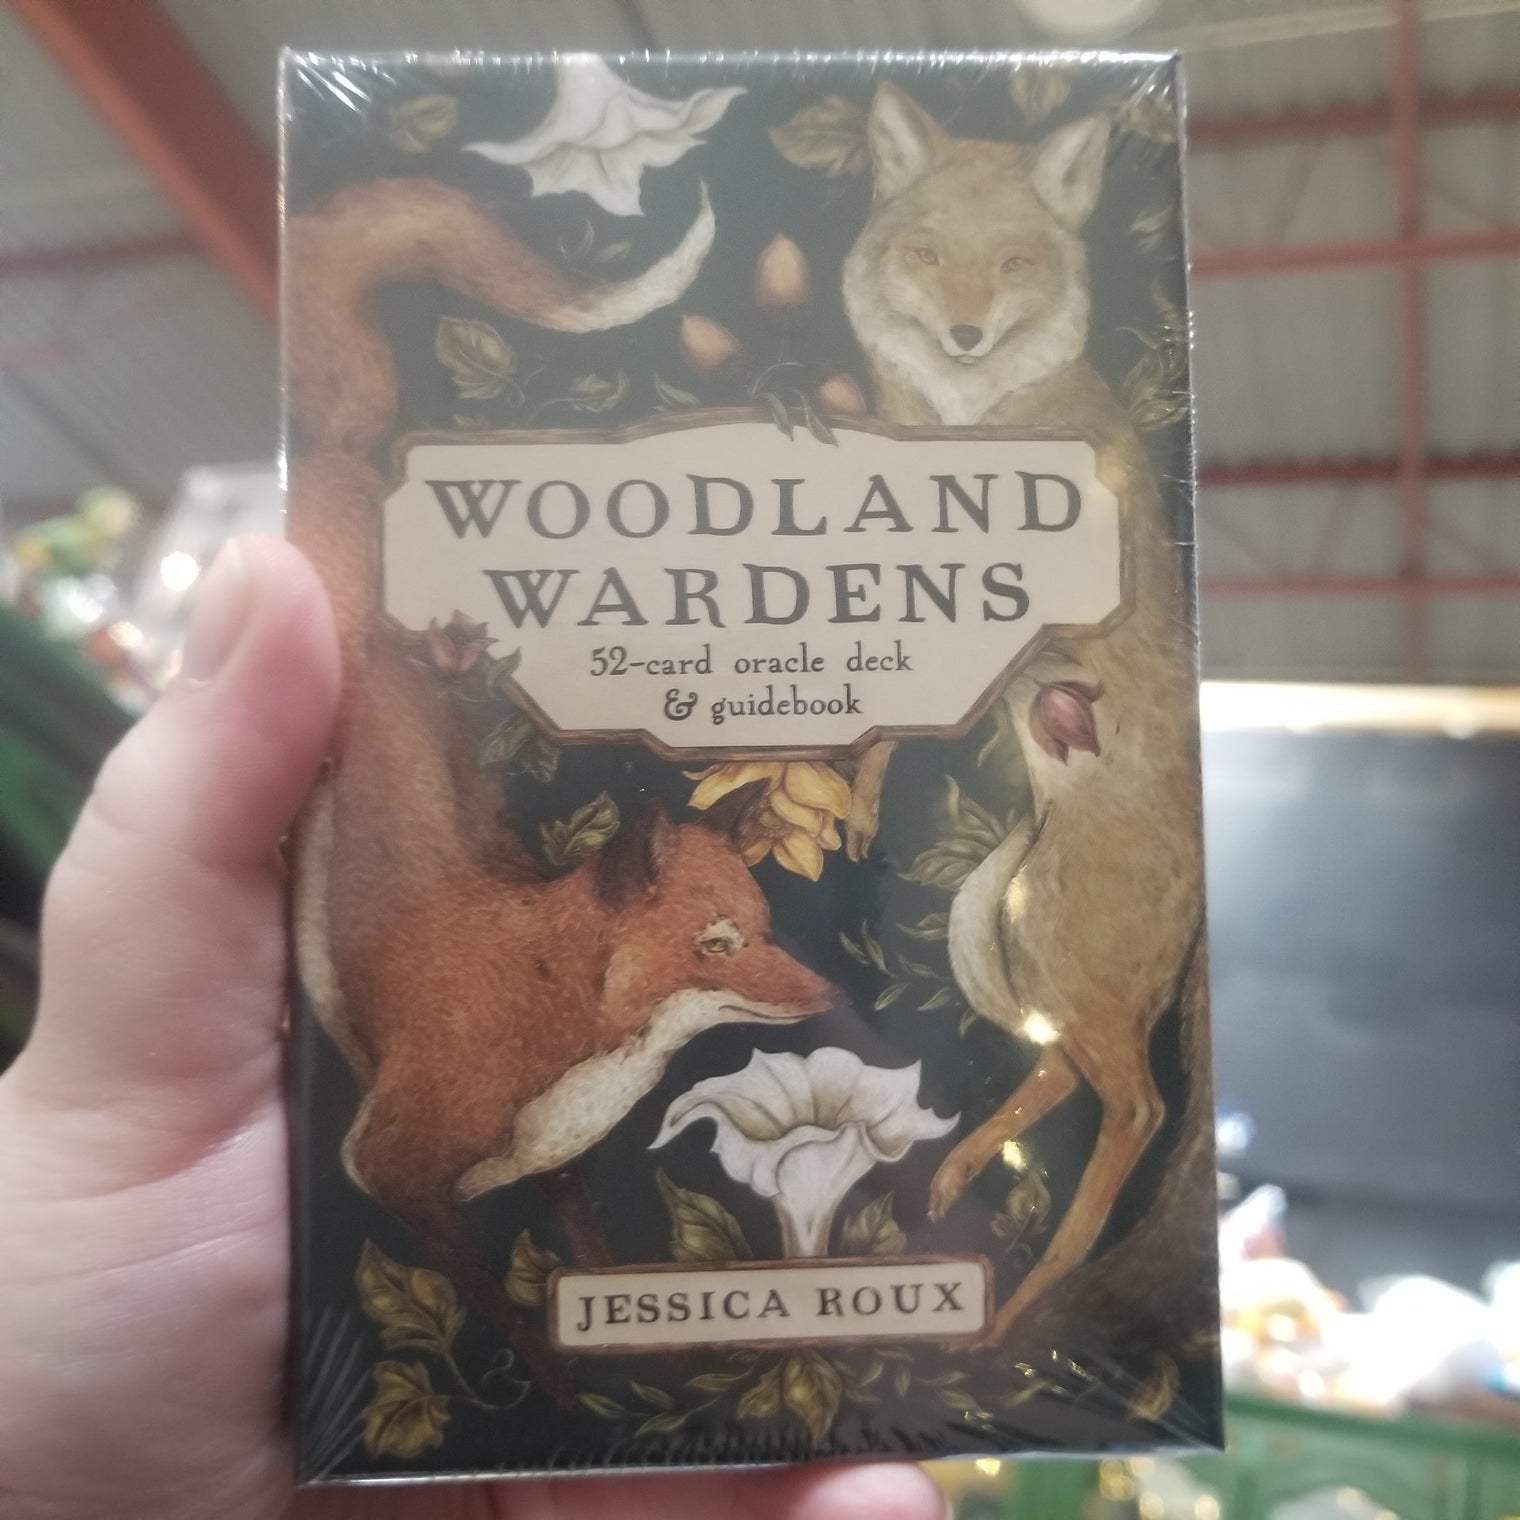 WOODLAND
WARDENS
52-card oracle deck
& guidebook
JESSICA ROUX